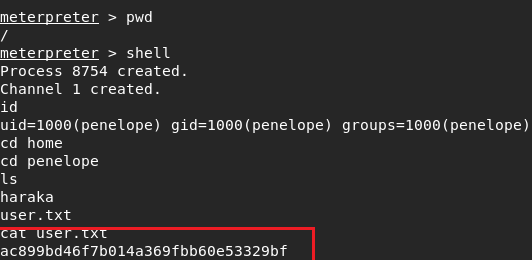 meterpreter > pwd
/
meterpreter > shell
Process 8754 created.
Channel 1 created.
id
uid=1000(penelope) gid=1000(penelope) groups=1000(penelope)
cd home
cd penelope
ls
haraka
user.txt
cat user.txt
ac899bd46f7b014a369fbb60e53329bf